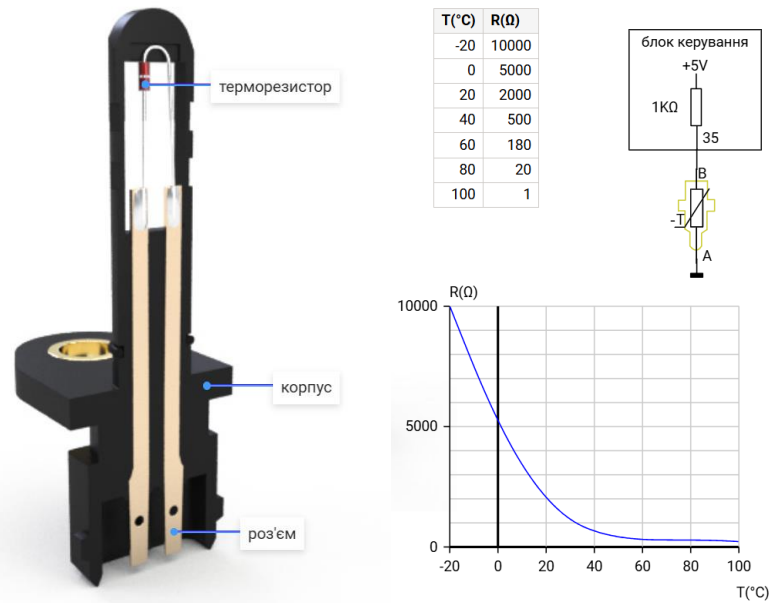 терморезистор
корпус
роз'єм
T(°C) R(Ω)
-20 10000
0 5000
20 2000
40 500
60 180
80 20
100 1
блок керування
+5V
1KΩ
35
B
-T
A
R(Ω)
10000
5000
0
-20 0 20 40 60 80 100
T(°C)